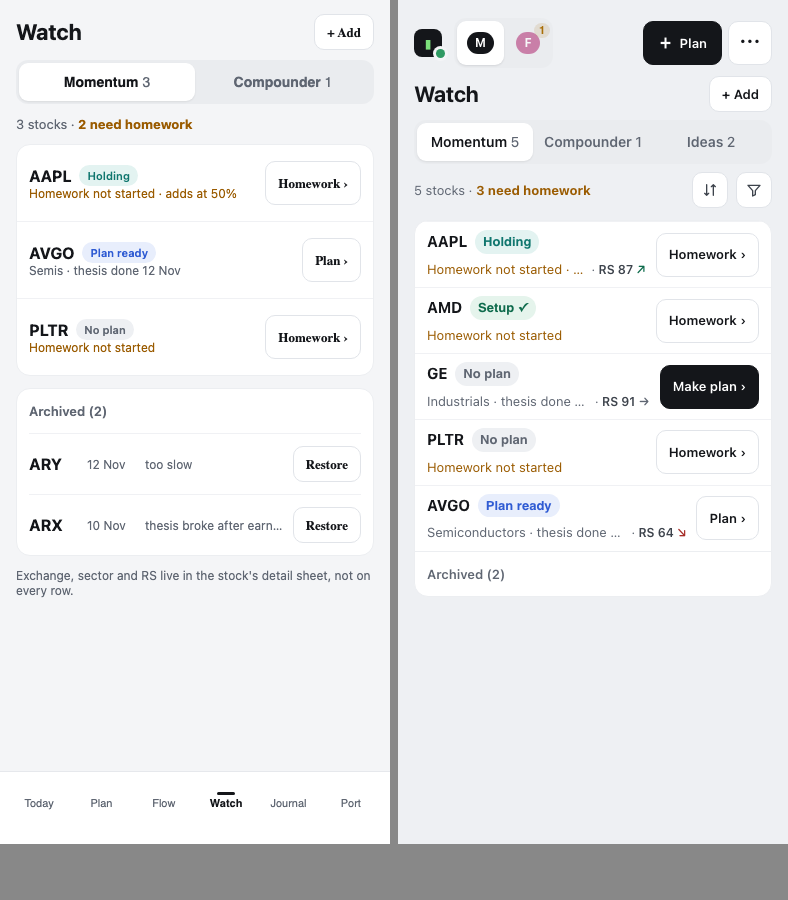 Watch
+ Add
Momentum 3
Compounder 1
3 stocks · 2 need homework
AAPL Holding
Homework not started · adds at 50%
Homework ›
AVGO Plan ready
Semis · thesis done 12 Nov
Plan ›
PLTR No plan
Homework not started
Homework ›
Archived (2)
ARY 12 Nov too slow Restore
ARX 10 Nov thesis broke after earn... Restore
Exchange, sector and RS live in the stock's detail sheet, not on
every row.
Today Plan Flow Watch Journal Port
M F 1
+ Plan
···
Watch
+ Add
Momentum 5
Compounder 1
Ideas 2
5 stocks · 3 need homework
AAPL Holding
Homework not started · ... · RS 87 ↗
Homework ›
AMD Setup ✓
Homework not started
Homework ›
GE No plan
Industrials · thesis done ... · RS 91 →
Make plan ›
PLTR No plan
Homework not started
Homework ›
AVGO Plan ready
Semiconductors · thesis done ... · RS 64 ↘
Plan ›
Archived (2)